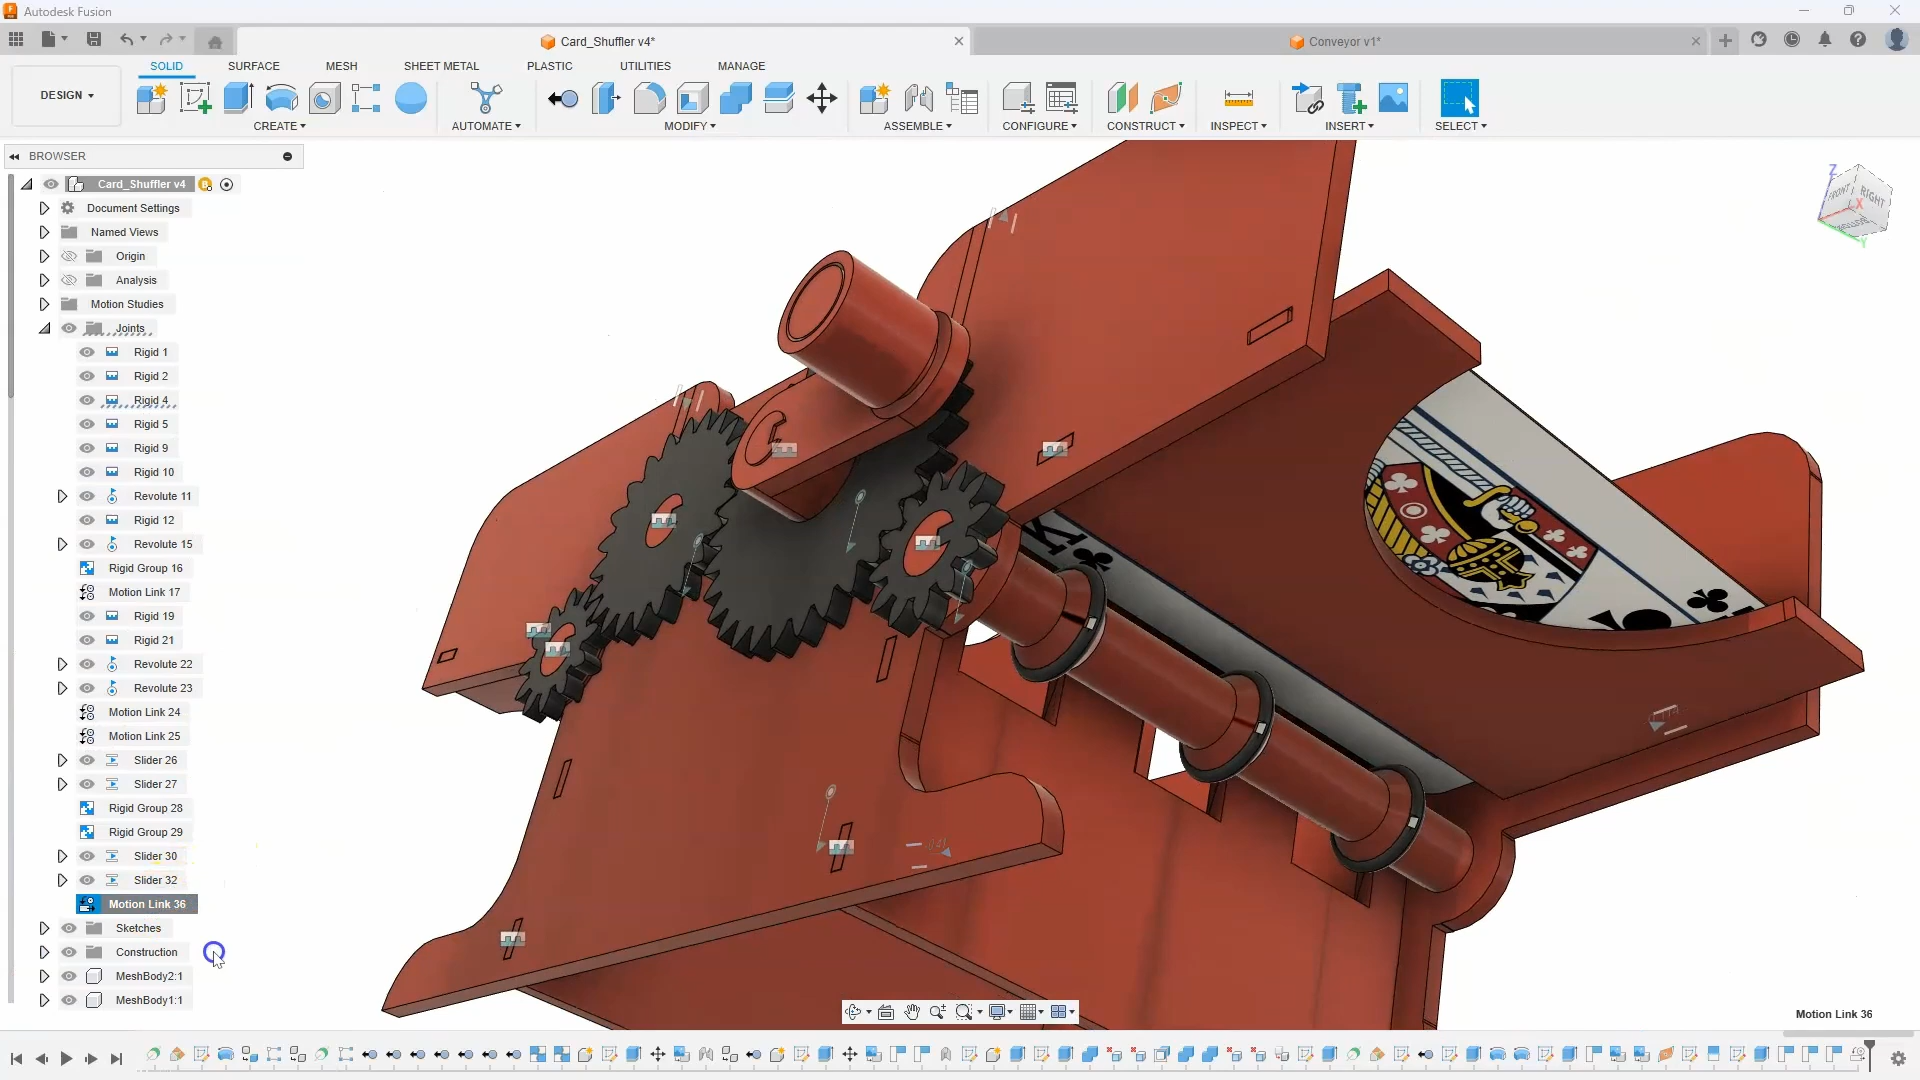 Autodesk Fusion
Card_Shuffler v4*
Conveyor v1*
SOLID
SURFACE
MESH
SHEET METAL
PLASTIC
UTILITIES
MANAGE
DESIGN
CREATE
AUTOMATE
MODIFY
ASSEMBLE
CONFIGURE
CONSTRUCT
INSPECT
INSERT
SELECT
BROWSER
Card_Shuffler v4
Document Settings
Named Views
Origin
Analysis
Motion Studies
Joints
Rigid 1
Rigid 2
Rigid 4
Rigid 5
Rigid 9
Rigid 10
Revolute 11
Rigid 12
Revolute 15
Rigid Group 16
Motion Link 17
Rigid 19
Rigid 21
Revolute 22
Revolute 23
Motion Link 24
Motion Link 25
Slider 26
Slider 27
Rigid Group 28
Rigid Group 29
Slider 30
Slider 32
Motion Link 36
Sketches
Construction
MeshBody2:1
MeshBody1:1
Z
FRONT
RIGHT
X
BOTTOM
Y
K
Motion Link 36